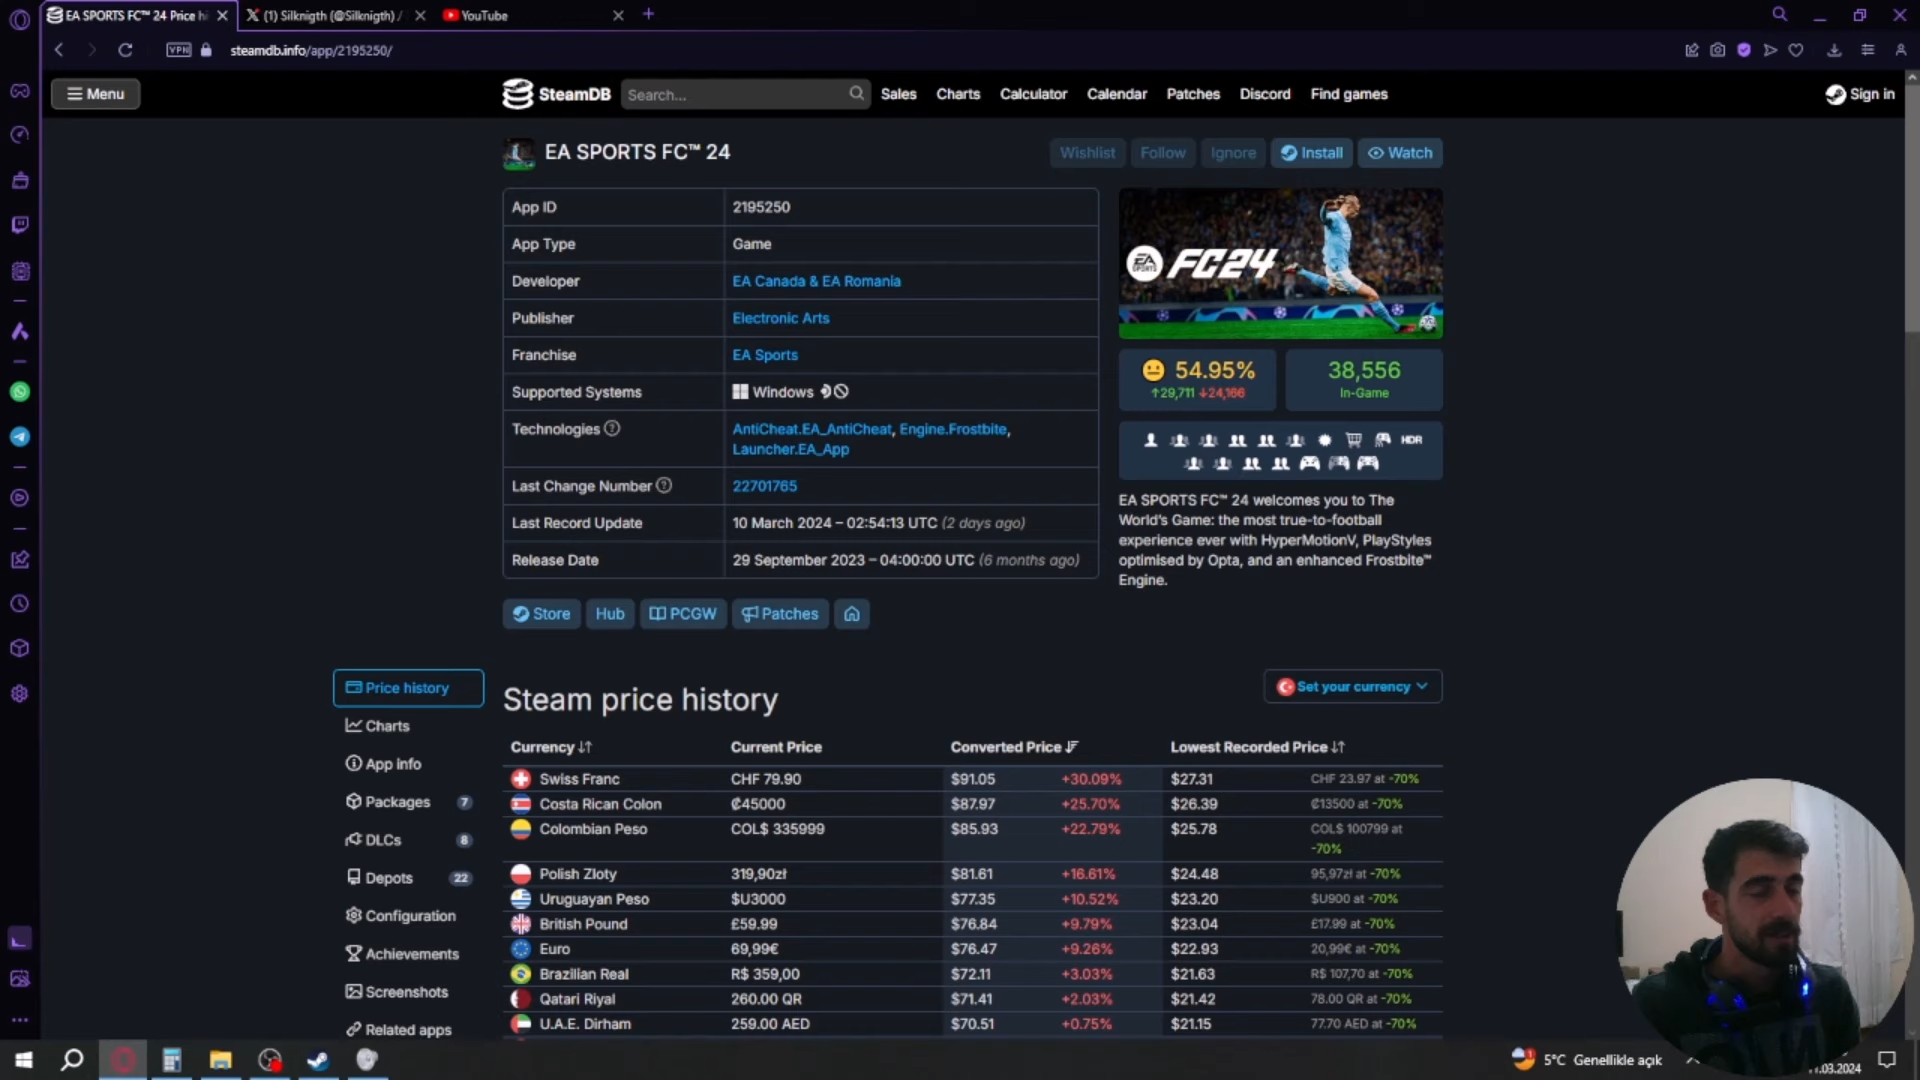 EA SPORTS FC™ 24 Price hi
(1) Silknigth (@Silknigth) /
YouTube
VPN
steamdb.info/app/2195250/
Menu
SteamDB
Search...
Sales
Charts
Calculator
Calendar
Patches
Discord
Find games
Sign in
EA SPORTS FC™ 24
Wishlist
Follow
Ignore
Install
Watch
App ID 2195250
App Type Game
Developer EA Canada & EA Romania
Publisher Electronic Arts
Franchise EA Sports
Supported Systems Windows
Technologies AntiCheat.EA_AntiCheat, Engine.Frostbite,
Launcher.EA_App
Last Change Number 22701765
Last Record Update 10 March 2024 – 02:54:13 UTC (2 days ago)
Release Date 29 September 2023 – 04:00:00 UTC (6 months ago)
EA SPORTS FC24
54.95%
↑29,711 ↓24,166
38,556
In-Game
HDR
EA SPORTS FC™ 24 welcomes you to The
World's Game: the most true-to-football
experience ever with HyperMotionV, PlayStyles
optimised by Opta, and an enhanced Frostbite™
Engine.
Store
Hub
PCGW
Patches
Price history
Charts
App info
Packages 7
DLCs 8
Depots 22
Configuration
Achievements
Screenshots
Related apps
Steam price history
Set your currency
Currency Current Price Converted Price Lowest Recorded Price
Swiss Franc CHF 79.90 $91.05 +30.09% $27.31 CHF 23.97 at -70%
Costa Rican Colon ₡45000 $87.97 +25.70% $26.39 ₡13500 at -70%
Colombian Peso COL$ 335999 $85.93 +22.79% $25.78 COL$ 100799 at
-70%
Polish Zloty 319,90zł $81.61 +16.61% $24.48 95,97zł at -70%
Uruguayan Peso $U3000 $77.35 +10.52% $23.20 $U900 at -70%
British Pound £59.99 $76.84 +9.79% $23.04 £17.99 at -70%
Euro 69,99€ $76.47 +9.26% $22.93 20,99€ at -70%
Brazilian Real R$ 359,00 $72.11 +3.03% $21.63 R$ 107,70 at -70%
Qatari Riyal 260.00 QR $71.41 +2.03% $21.42 78.00 QR at -70%
U.A.E. Dirham 259.00 AED $70.51 +0.75% $21.15 77.70 AED at -70%
5°C Genellikle açık
.03.2024